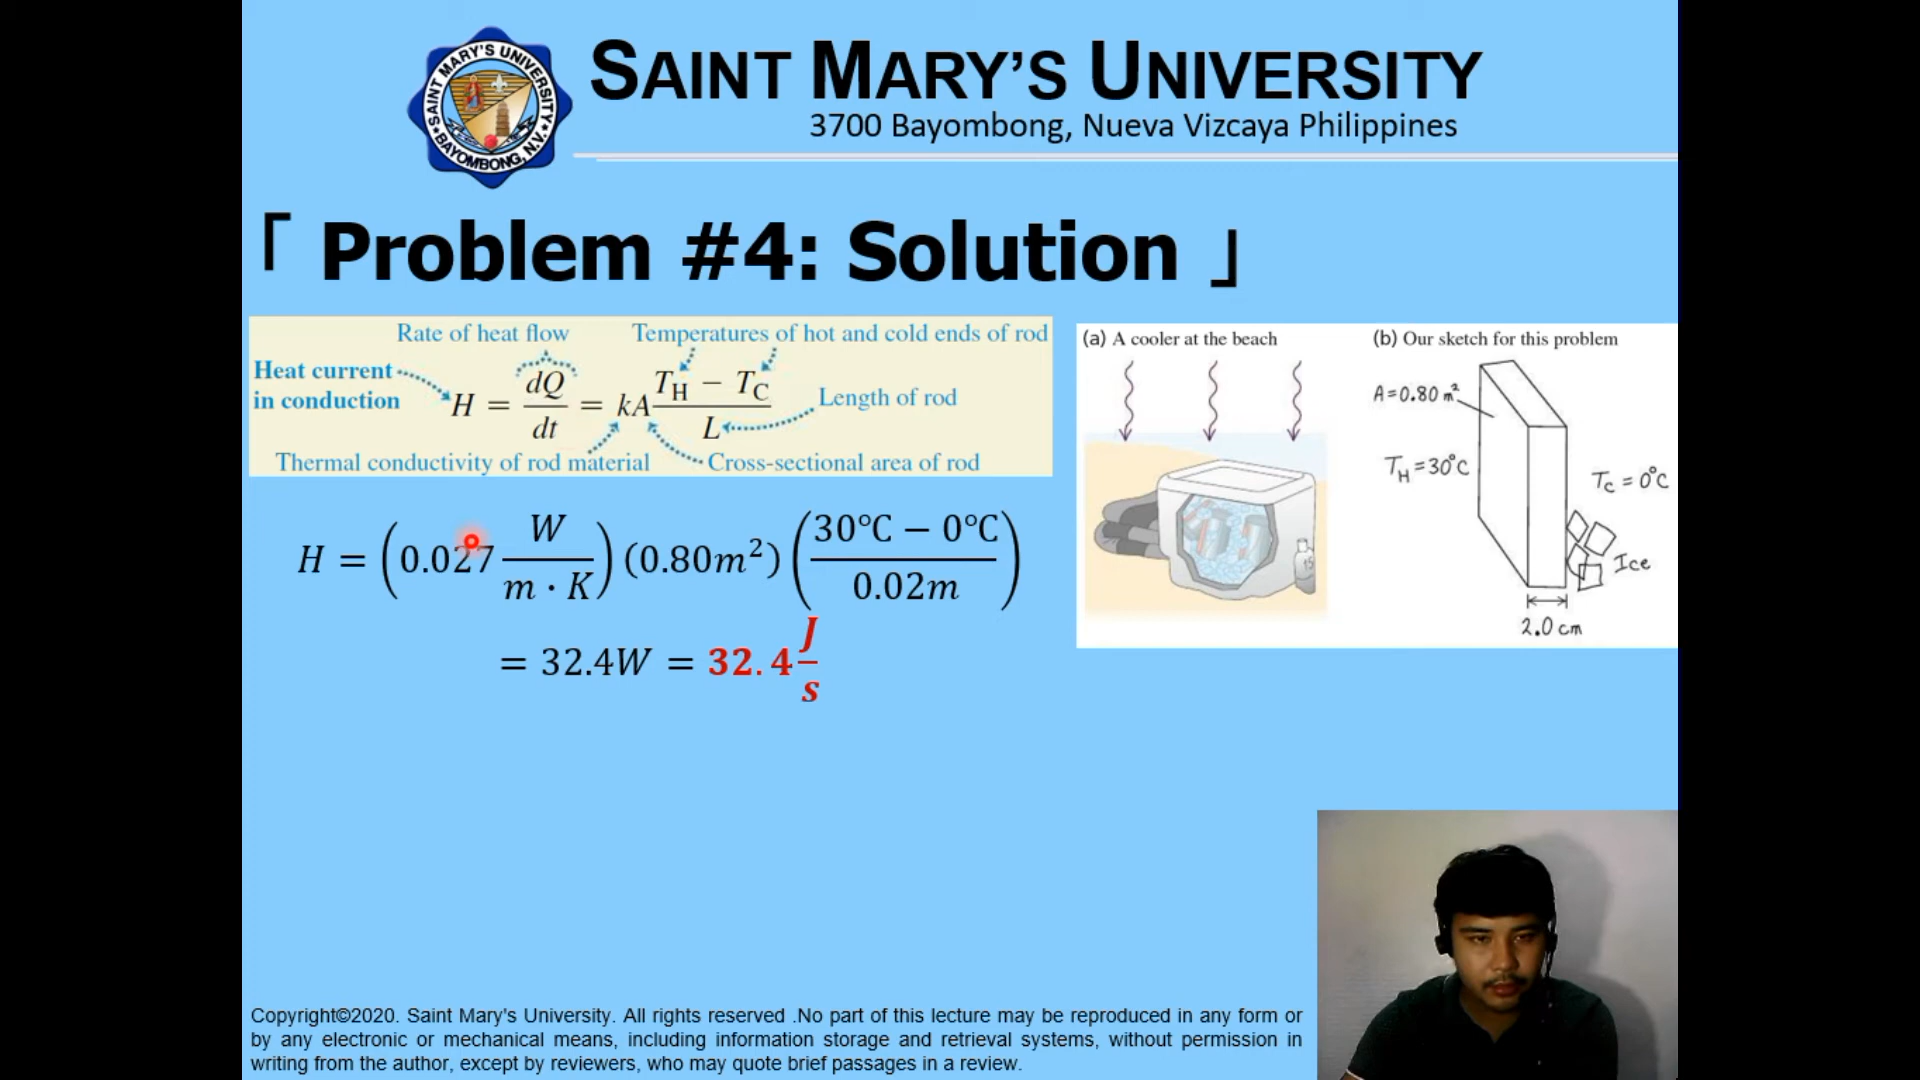 SAINT MARY'S UNIVERSITY
SAINT MARY'S UNIVERSITY
BAYOMBONG, N.V.
3700 Bayombong, Nueva Vizcaya Philippines
「 Problem #4: Solution 」
Rate of heat flow
Temperatures of hot and cold ends of rod
Heat current
in conduction
H = dQ/dt = kA (T_H − T_C)/L
Length of rod
Thermal conductivity of rod material
Cross-sectional area of rod
(a) A cooler at the beach
(b) Our sketch for this problem
A=0.80 m²
T_H=30°C
T_C = 0°C
Ice
2.0 cm
15
H = (0.027 W/(m · K)) (0.80m²) ((30°C − 0°C)/0.02m)
= 32.4W = 32.4 J/s
Copyright©2020. Saint Mary's University. All rights reserved .No part of this lecture may be reproduced in any form or
by any electronic or mechanical means, including information storage and retrieval systems, without permission in
writing from the author, except by reviewers, who may quote brief passages in a review.